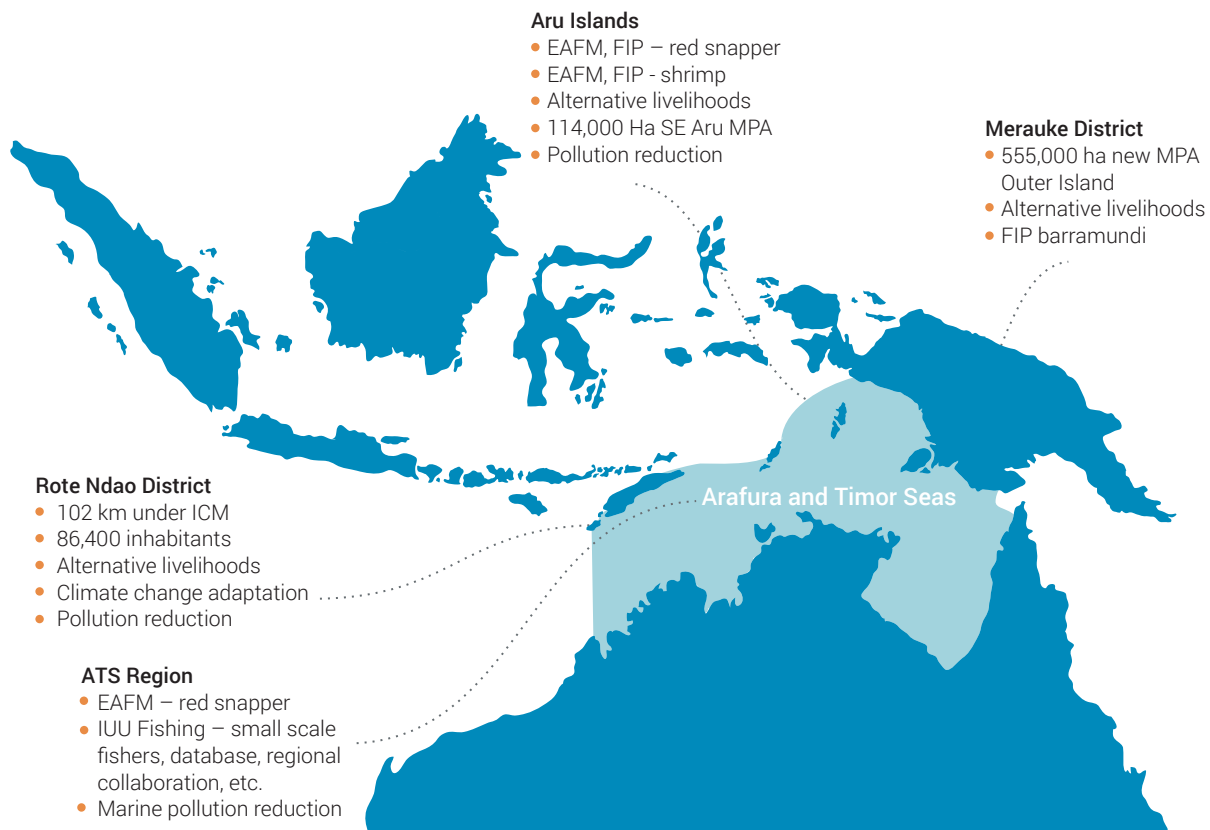 Aru Islands
• EAFM, FIP – red snapper
• EAFM, FIP - shrimp
• Alternative livelihoods
• 114,000 Ha SE Aru MPA
• Pollution reduction
Merauke District
• 555,000 ha new MPA
Outer Island
• Alternative livelihoods
• FIP barramundi
Arafura and Timor Seas
Rote Ndao District
• 102 km under ICM
• 86,400 inhabitants
• Alternative livelihoods
• Climate change adaptation
• Pollution reduction
ATS Region
• EAFM – red snapper
• IUU Fishing – small scale
fishers, database, regional
collaboration, etc.
• Marine pollution reduction